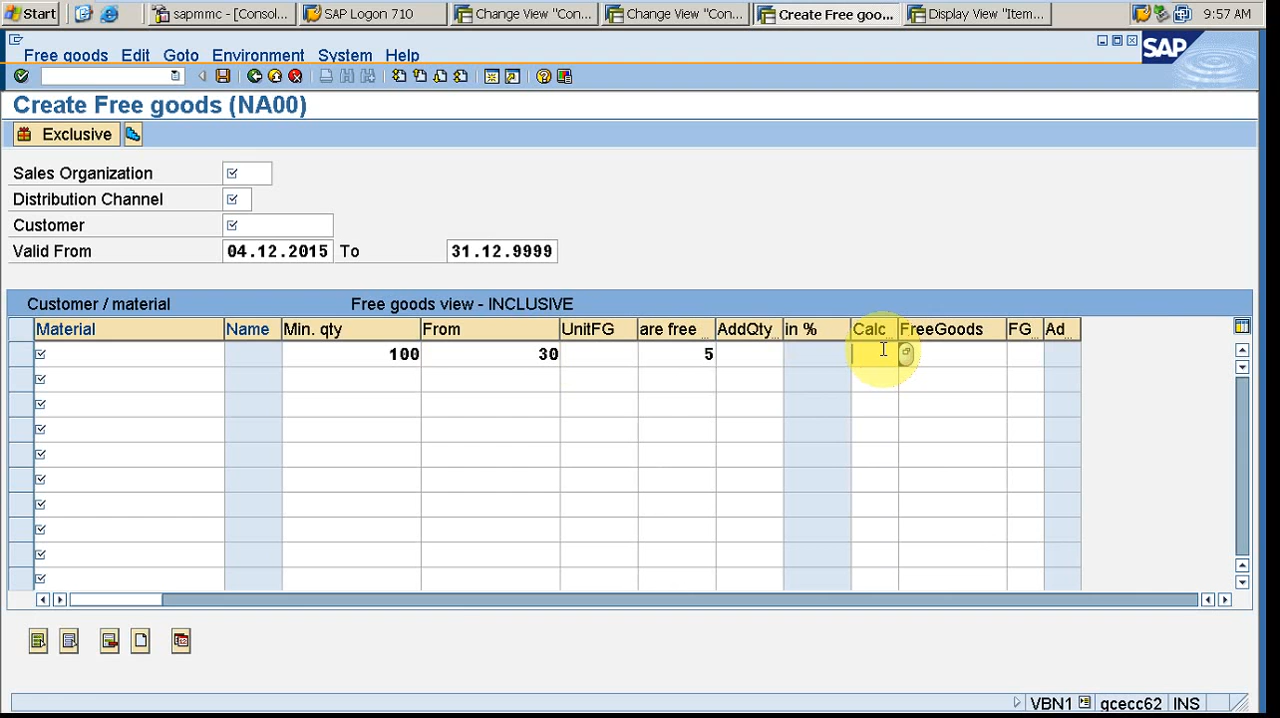 Start sapmmc - [Consol... SAP Logon 710 Change View "Con... Change View "Con... Create Free goo... Display View "Item... 9:57 AM
Free goods Edit Goto Environment System Help
SAP
Create Free goods (NA00)
Exclusive
Sales Organization
Distribution Channel
Customer
Valid From 04.12.2015 To 31.12.9999
Customer / material Free goods view - INCLUSIVE
Material Name Min. qty From UnitFG are free AddQty in % Calc FreeGoods FG Ad
100 30 5
VBN1 qcecc62 INS